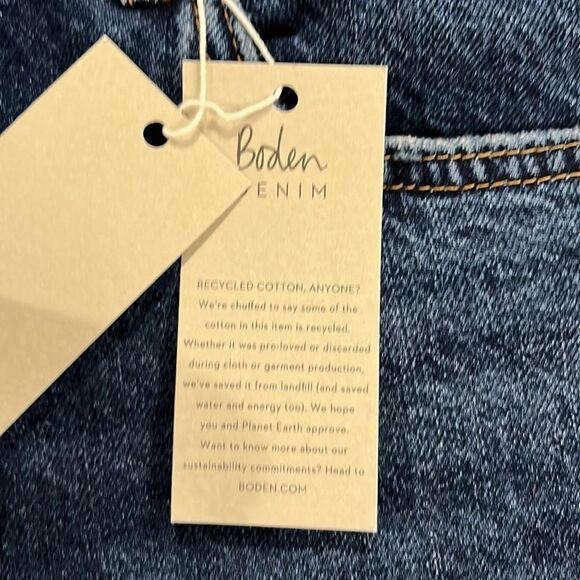 Boden
ENIM
RECYCLED COTTON, ANYONE?
We're chuffed to say some of the
cotton in this item is recycled.
Whether it was pre-loved or discarded
during cloth or garment production,
we've saved it from landfill (and saved
water and energy too). We hope
you and Planet Earth approve.
Want to know more about our
sustainability commitments? Head to
BODEN.COM